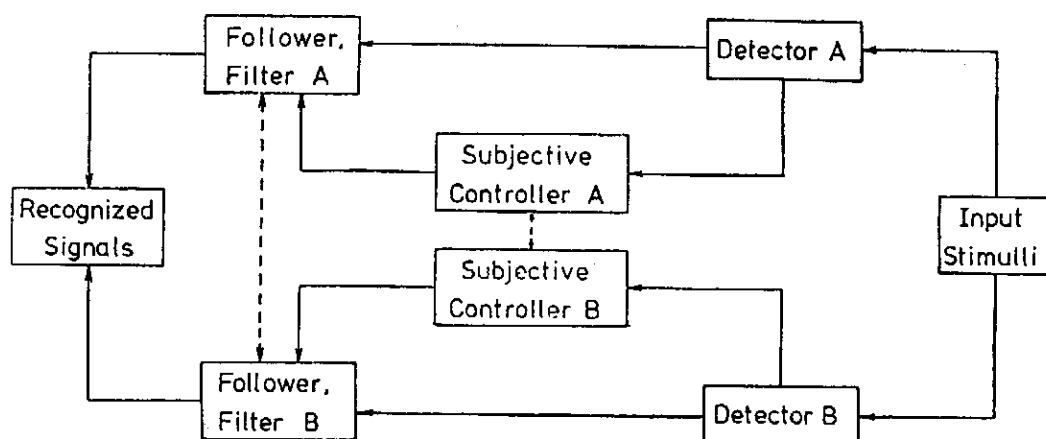 Follower,
Filter A
Detector A
Subjective
Controller A
Recognized
Signals
Input
Stimulli
Subjective
Controller B
Follower,
Filter B
Detector B